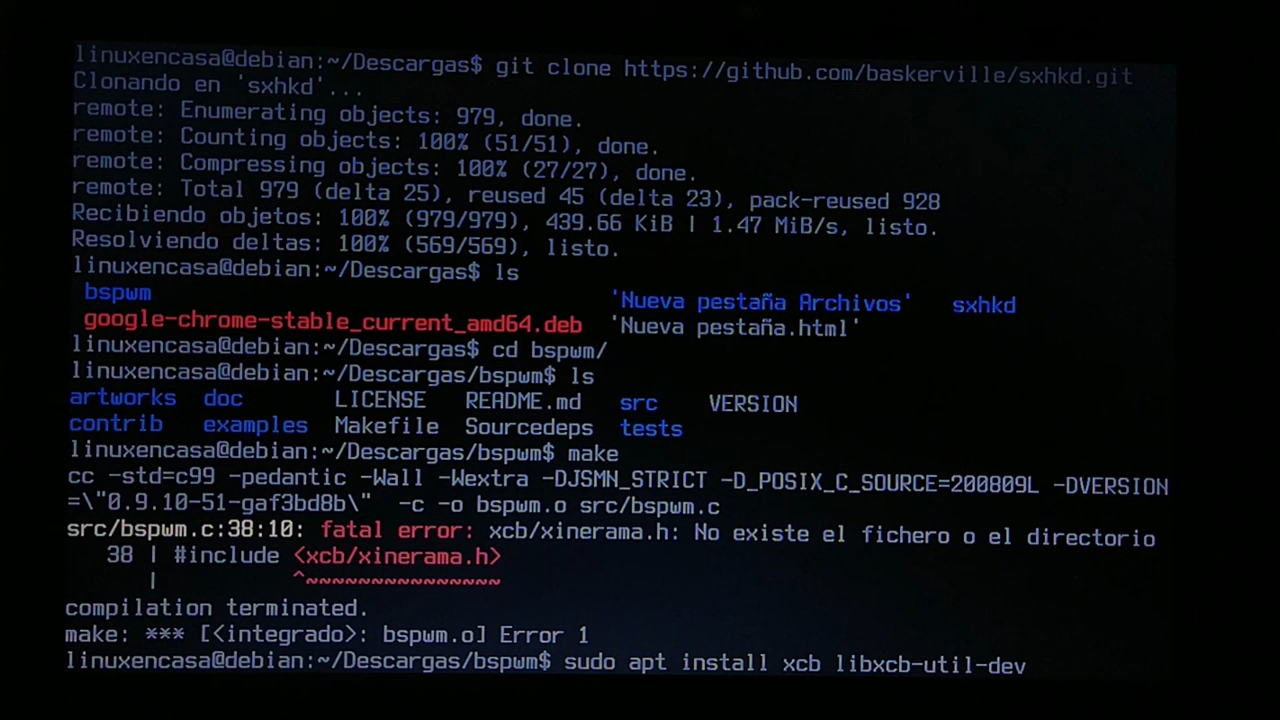 linuxencasa@debian:~/Descargas$ git clone https://github.com/baskerville/sxhkd.git
Clonando en 'sxhkd'...
remote: Enumerating objects: 979, done.
remote: Counting objects: 100% (51/51), done.
remote: Compressing objects: 100% (27/27), done.
remote: Total 979 (delta 25), reused 45 (delta 23), pack-reused 928
Recibiendo objetos: 100% (979/979), 439.66 KiB | 1.47 MiB/s, listo.
Resolviendo deltas: 100% (569/569), listo.
linuxencasa@debian:~/Descargas$ ls
bspwm 'Nueva pestaña Archivos' sxhkd
google-chrome-stable_current_amd64.deb 'Nueva pestaña.html'
linuxencasa@debian:~/Descargas$ cd bspwm/
linuxencasa@debian:~/Descargas/bspwm$ ls
artworks doc LICENSE README.md src VERSION
contrib examples Makefile Sourcedeps tests
linuxencasa@debian:~/Descargas/bspwm$ make
cc -std=c99 -pedantic -Wall -Wextra -DJSMN_STRICT -D_POSIX_C_SOURCE=200809L -DVERSION
=\"0.9.10-51-gaf3bd8b\" -c -o bspwm.o src/bspwm.c
src/bspwm.c:38:10: fatal error: xcb/xinerama.h: No existe el fichero o el directorio
38 | #include <xcb/xinerama.h>
| ^~~~~~~~~~~~~~~~
compilation terminated.
make: *** [<integrado>: bspwm.o] Error 1
linuxencasa@debian:~/Descargas/bspwm$ sudo apt install xcb libxcb-util-dev